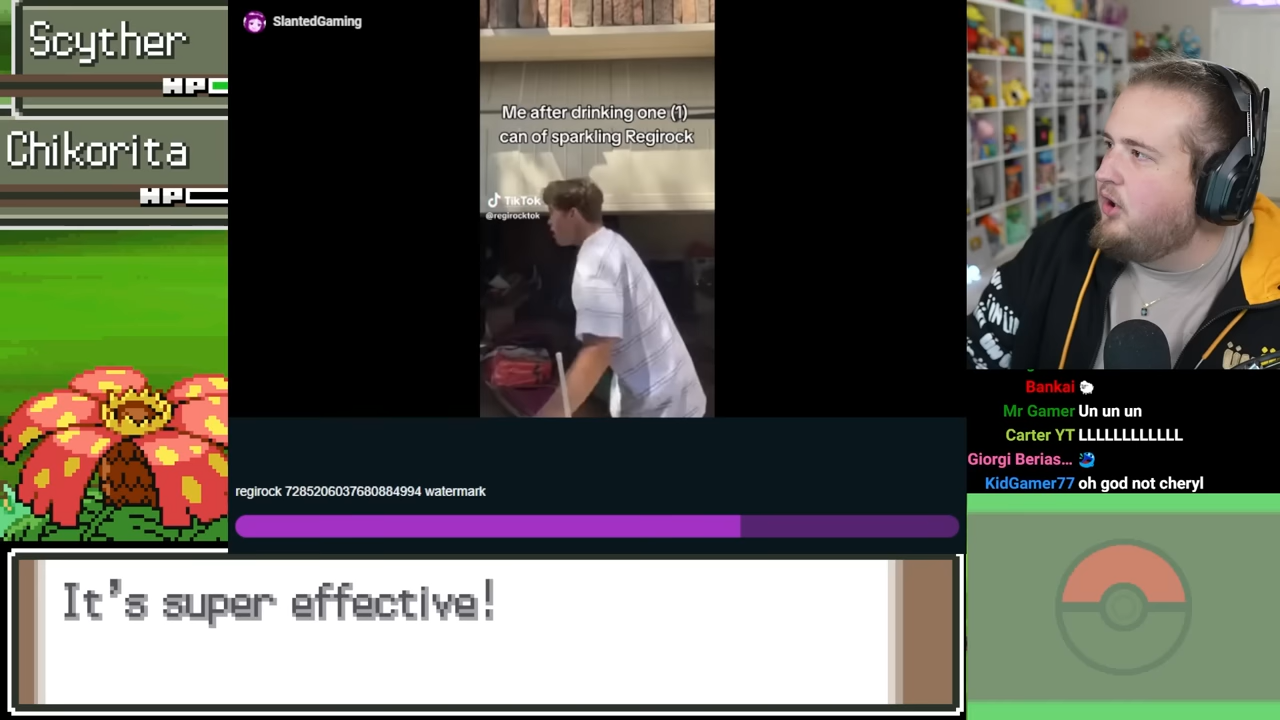 Scyther
HP
Chikorita
HP
SlantedGaming
Me after drinking one (1)
can of sparkling Regirock
TikTok
@regirocktok
regirock 7285206037680884994 watermark
It's super effective!
Bankai
Mr Gamer Un un un
Carter YT LLLLLLLLLLLL
Giorgi Berias…
KidGamer77 oh god not cheryl